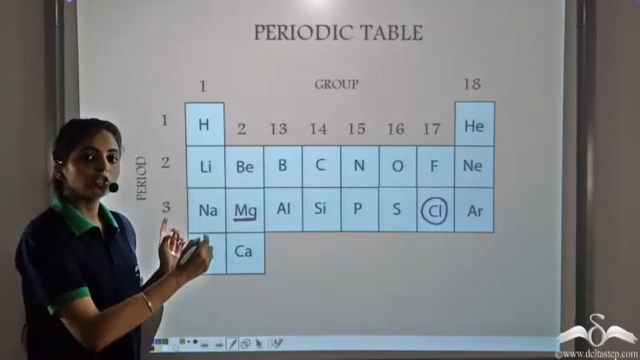 PERIODIC TABLE
1 GROUP 18
1 H 2 13 14 15 16 17 He
2 Li Be B C N O F Ne
PERIOD
3 Na Mg Al Si P S Cl Ar
Ca
©www.deltastep.com